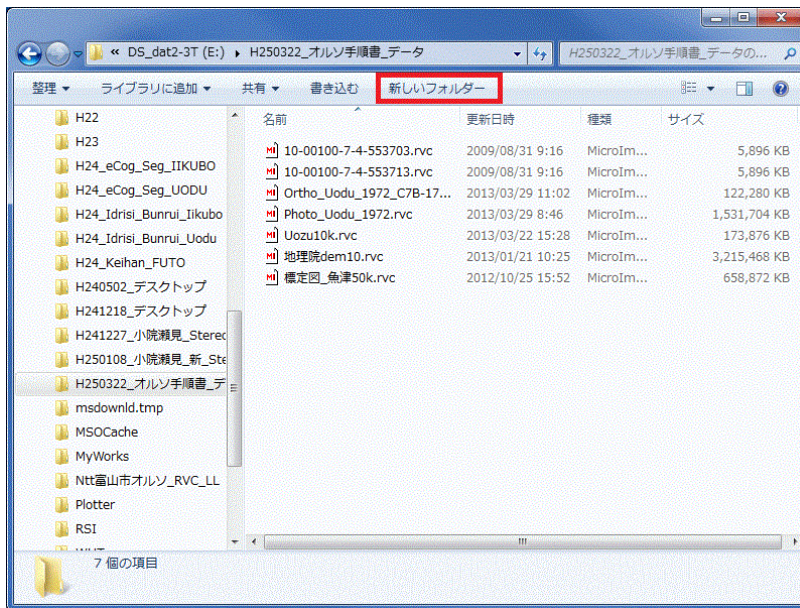 « DS_dat2-3T (E:) ▸ H250322_オルソ手順書_データ
H250322_オルソ手順書_データの...
整理 ライブラリに追加 共有 書き込む 新しいフォルダー
H22
H23
H24_eCog_Seg_IIKUBO
H24_eCog_Seg_UODU
H24_Idrisi_Bunrui_Iikubo
H24_Idrisi_Bunrui_Uodu
H24_Keihan_FUTO
H240502_デスクトップ
H241218_デスクトップ
H241227_小院瀬見_Stereo
H250108_小院瀬見_新_Ste
H250322_オルソ手順書_デ
msdownld.tmp
MSOCache
MyWorks
Ntt富山市オルソ_RVC_LL
Plotter
RSI
名前 更新日時 種類 サイズ
10-00100-7-4-553703.rvc 2009/08/31 9:16 MicroIm... 5,896 KB
10-00100-7-4-553713.rvc 2009/08/31 9:16 MicroIm... 5,896 KB
Ortho_Uodu_1972_C7B-17... 2013/03/29 11:02 MicroIm... 122,280 KB
Photo_Uodu_1972.rvc 2013/03/29 8:46 MicroIm... 1,531,704 KB
Uozu10k.rvc 2013/03/22 15:28 MicroIm... 173,876 KB
地理院dem10.rvc 2013/01/21 10:25 MicroIm... 3,215,468 KB
標定図_魚津50k.rvc 2012/10/25 15:52 MicroIm... 658,872 KB
7 個の項目